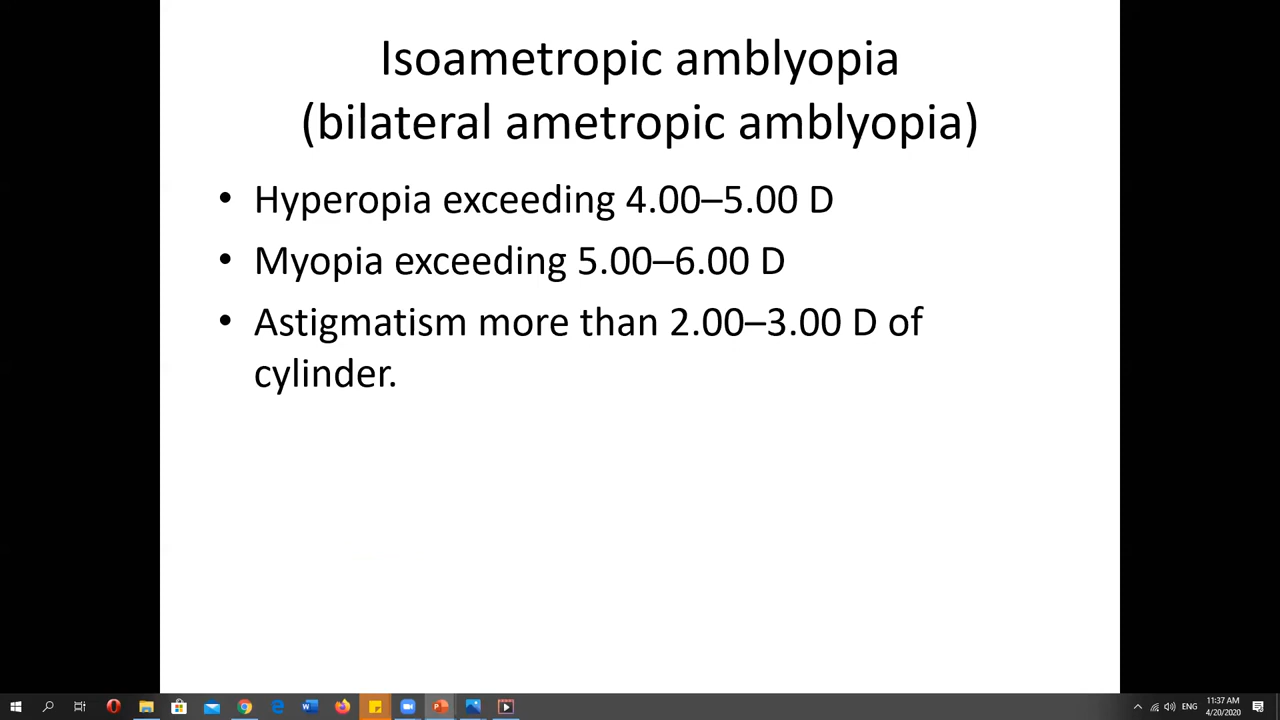 Isoametropic amblyopia
(bilateral ametropic amblyopia)
• Hyperopia exceeding 4.00–5.00 D
• Myopia exceeding 5.00–6.00 D
• Astigmatism more than 2.00–3.00 D of
cylinder.
ENG
11:37 AM
4/20/2020